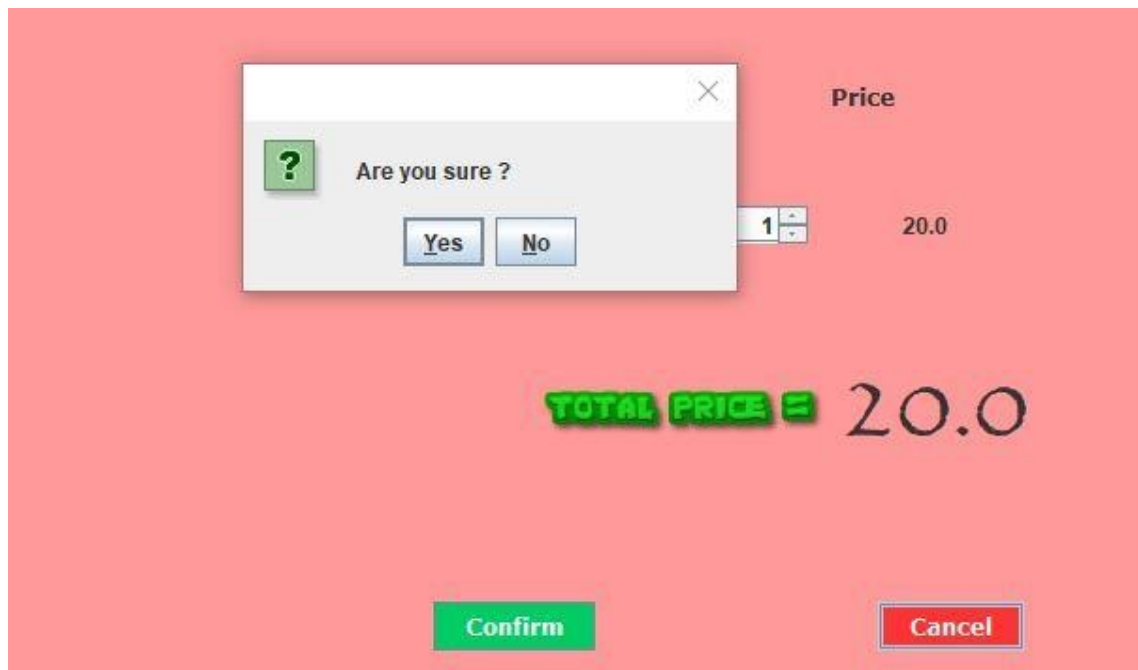 Price
?
Are you sure ?
Yes No
1 20.0
TOTAL PRICE = 20.0
Confirm Cancel